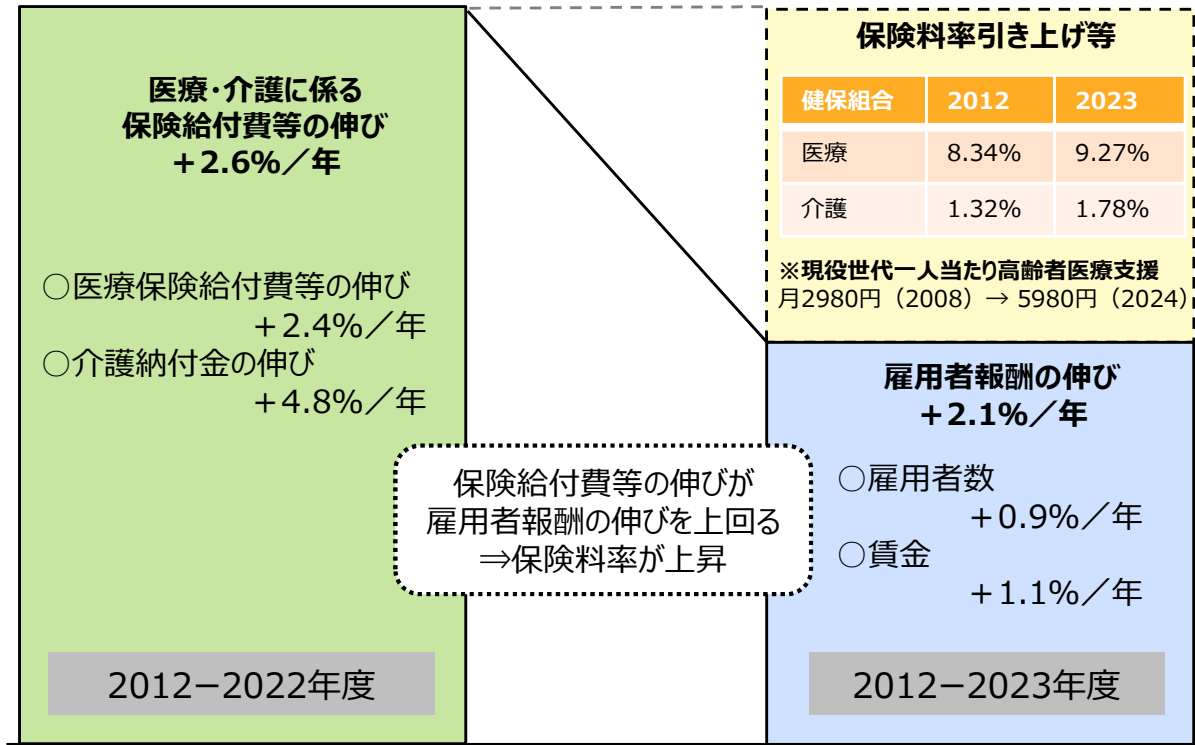 医療・介護に係る
保険給付費等の伸び
+2.6%/年
○医療保険給付費等の伸び
+2.4%/年
○介護納付金の伸び
+4.8%/年
2012−2022年度
保険給付費等の伸びが
雇用者報酬の伸びを上回る
⇒保険料率が上昇
保険料率引き上げ等
健保組合 2012 2023
医療 8.34% 9.27%
介護 1.32% 1.78%
※現役世代一人当たり高齢者医療支援
月2980円（2008）→ 5980円（2024）
雇用者報酬の伸び
+2.1%/年
○雇用者数
+0.9%/年
○賃金
+1.1%/年
2012−2023年度